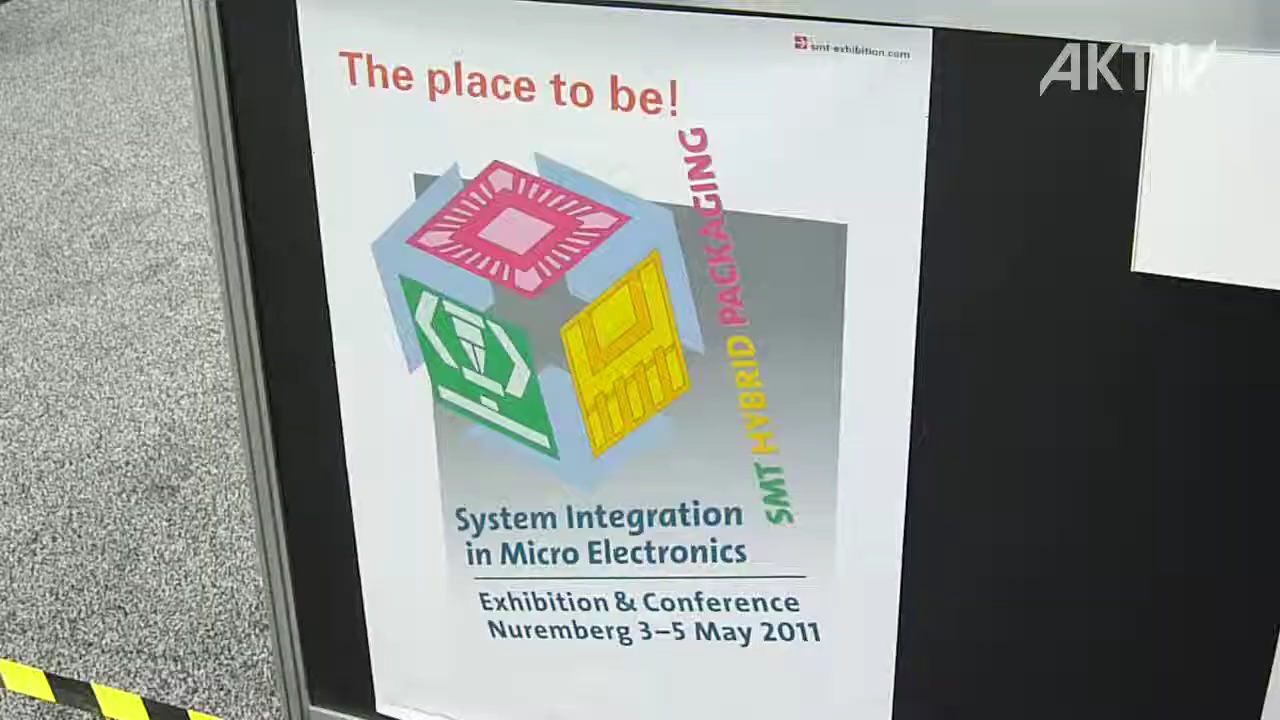 smt-exhibition.com
AKTIV
The place to be!
SMT HYBRID PACKAGING
System Integration
in Micro Electronics
Exhibition & Conference
Nuremberg 3–5 May 2011